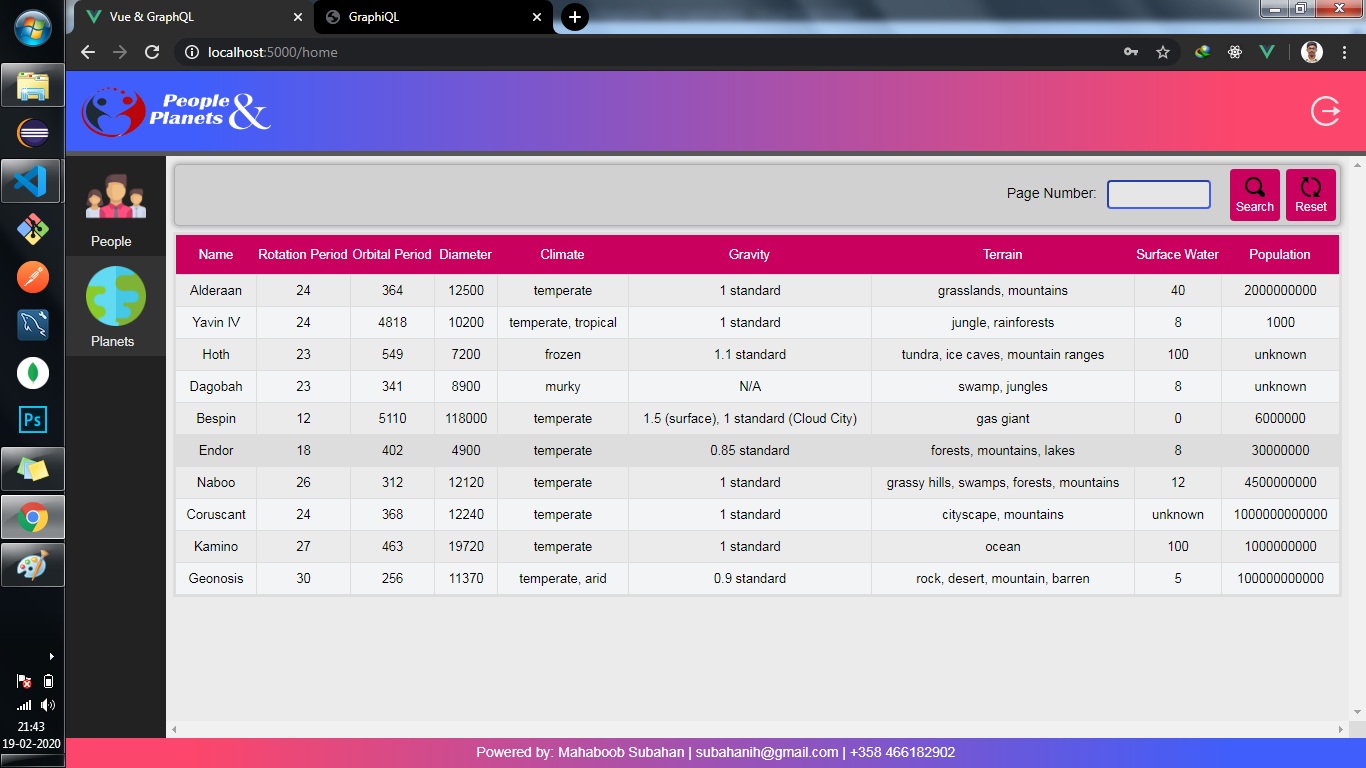 Vue & GraphQL
GraphiQL
localhost:5000/home
People
Planets &
Page Number:
Search
Reset
People
Planets
Name Rotation Period Orbital Period Diameter Climate Gravity Terrain Surface Water Population
Alderaan 24 364 12500 temperate 1 standard grasslands, mountains 40 2000000000
Yavin IV 24 4818 10200 temperate, tropical 1 standard jungle, rainforests 8 1000
Hoth 23 549 7200 frozen 1.1 standard tundra, ice caves, mountain ranges 100 unknown
Dagobah 23 341 8900 murky N/A swamp, jungles 8 unknown
Bespin 12 5110 118000 temperate 1.5 (surface), 1 standard (Cloud City) gas giant 0 6000000
Endor 18 402 4900 temperate 0.85 standard forests, mountains, lakes 8 30000000
Naboo 26 312 12120 temperate 1 standard grassy hills, swamps, forests, mountains 12 4500000000
Coruscant 24 368 12240 temperate 1 standard cityscape, mountains unknown 1000000000000
Kamino 27 463 19720 temperate 1 standard ocean 100 1000000000
Geonosis 30 256 11370 temperate, arid 0.9 standard rock, desert, mountain, barren 5 100000000000
Ps
21:43
19-02-2020
Powered by: Mahaboob Subahan | subahanih@gmail.com | +358 466182902